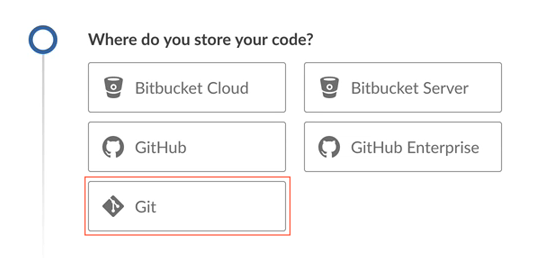 Where do you store your code?
Bitbucket Cloud
Bitbucket Server
GitHub
GitHub Enterprise
Git